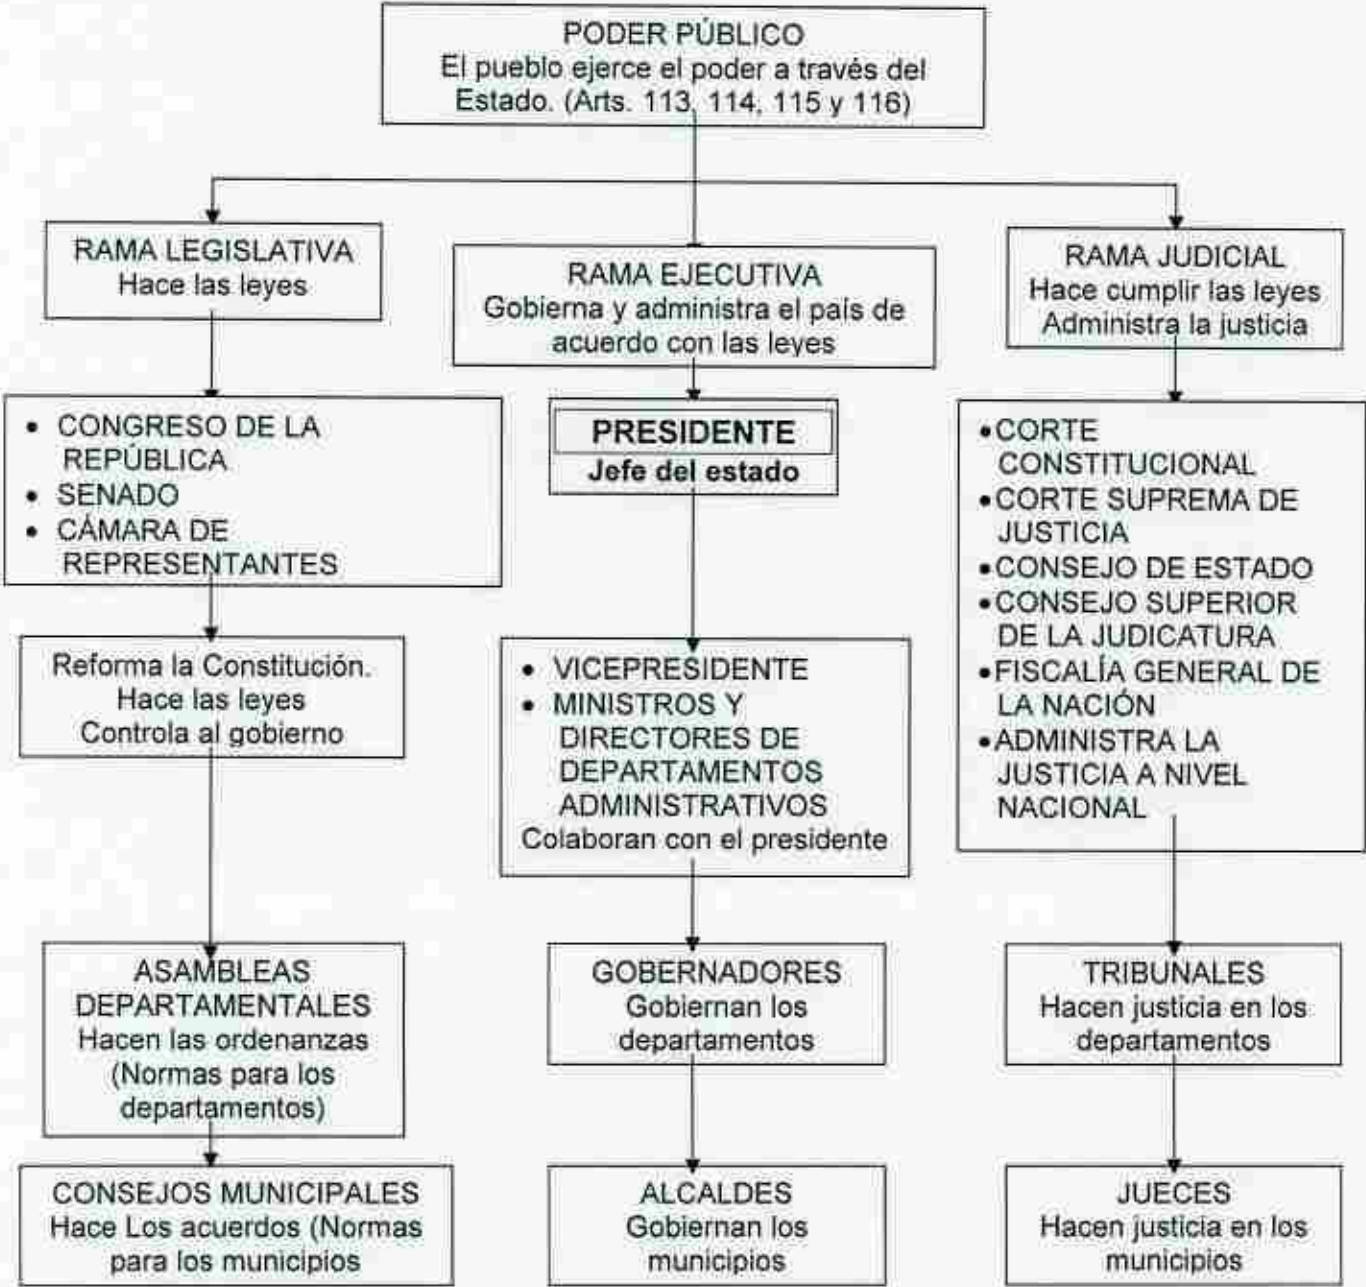 PODER PÚBLICO
El pueblo ejerce el poder a través del
Estado. (Arts. 113, 114, 115 y 116)
RAMA LEGISLATIVA
Hace las leyes
RAMA EJECUTIVA
Gobierna y administra el país de
acuerdo con las leyes
RAMA JUDICIAL
Hace cumplir las leyes
Administra la justicia
• CONGRESO DE LA
REPÚBLICA
• SENADO
• CÁMARA DE
REPRESENTANTES
PRESIDENTE
Jefe del estado
• CORTE
CONSTITUCIONAL
• CORTE SUPREMA DE
JUSTICIA
• CONSEJO DE ESTADO
• CONSEJO SUPERIOR
DE LA JUDICATURA
• FISCALÍA GENERAL DE
LA NACIÓN
• ADMINISTRA LA
JUSTICIA A NIVEL
NACIONAL
Reforma la Constitución.
Hace las leyes
Controla al gobierno
• VICEPRESIDENTE
• MINISTROS Y
DIRECTORES DE
DEPARTAMENTOS
ADMINISTRATIVOS
Colaboran con el presidente
ASAMBLEAS
DEPARTAMENTALES
Hacen las ordenanzas
(Normas para los
departamentos)
GOBERNADORES
Gobiernan los
departamentos
TRIBUNALES
Hacen justicia en los
departamentos
CONSEJOS MUNICIPALES
Hace Los acuerdos (Normas
para los municipios
ALCALDES
Gobiernan los
municipios
JUECES
Hacen justicia en los
municipios